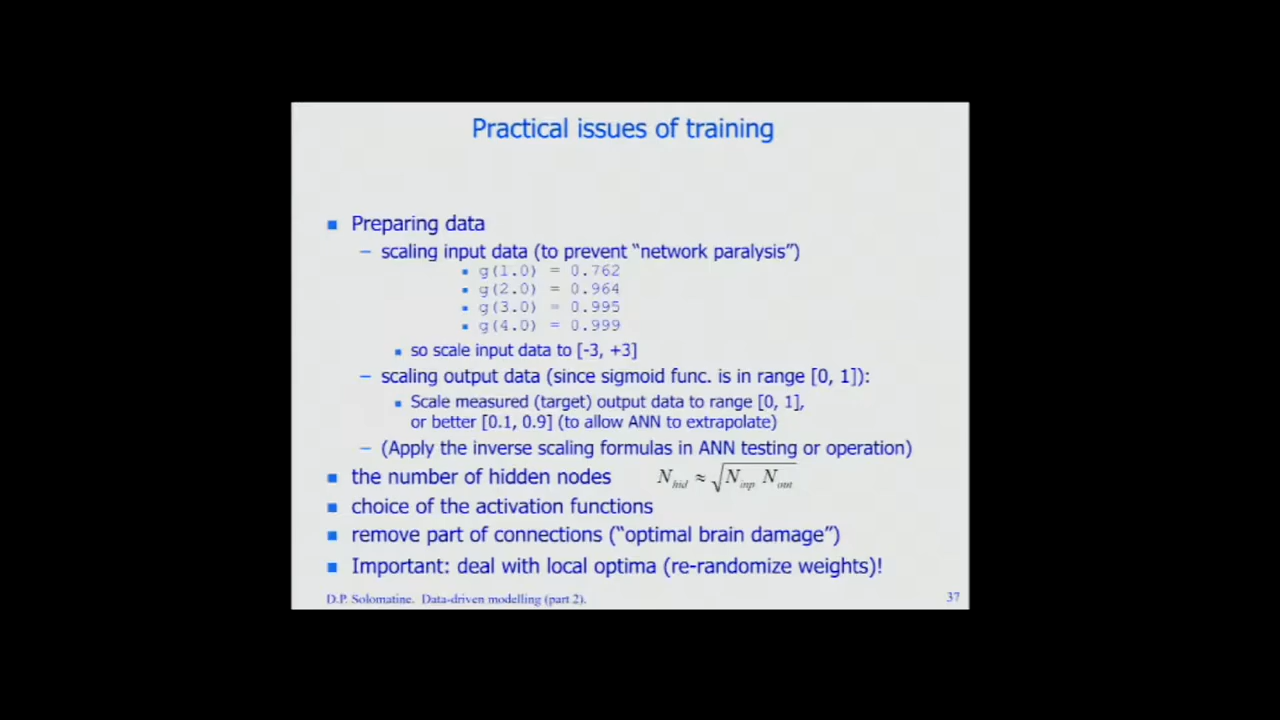 Practical issues of training
■ Preparing data
– scaling input data (to prevent “network paralysis”)
▪ g(1.0) = 0.762
▪ g(2.0) = 0.964
▪ g(3.0) = 0.995
▪ g(4.0) = 0.999
▪ so scale input data to [-3, +3]
– scaling output data (since sigmoid func. is in range [0, 1]):
▪ Scale measured (target) output data to range [0, 1],
or better [0.1, 0.9] (to allow ANN to extrapolate)
– (Apply the inverse scaling formulas in ANN testing or operation)
■ the number of hidden nodes N_hid ≈ √(N_inp N_out)
■ choice of the activation functions
■ remove part of connections (“optimal brain damage”)
■ Important: deal with local optima (re-randomize weights)!
D.P. Solomatine. Data-driven modelling (part 2). 37